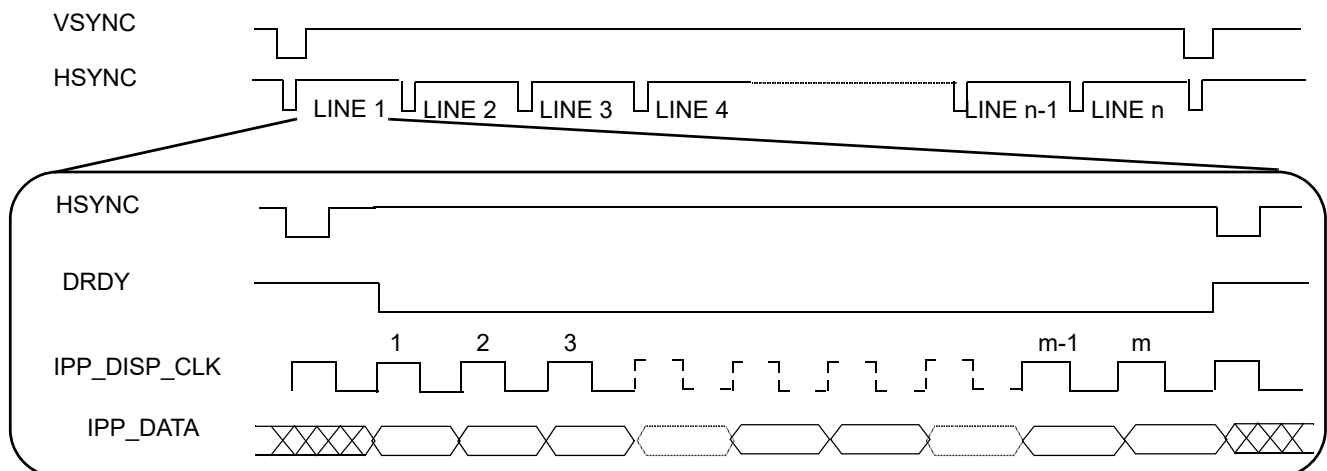 VSYNC
HSYNC
LINE 1 LINE 2 LINE 3 LINE 4 LINE n-1 LINE n
HSYNC
DRDY
1 2 3 m-1 m
IPP_DISP_CLK
IPP_DATA